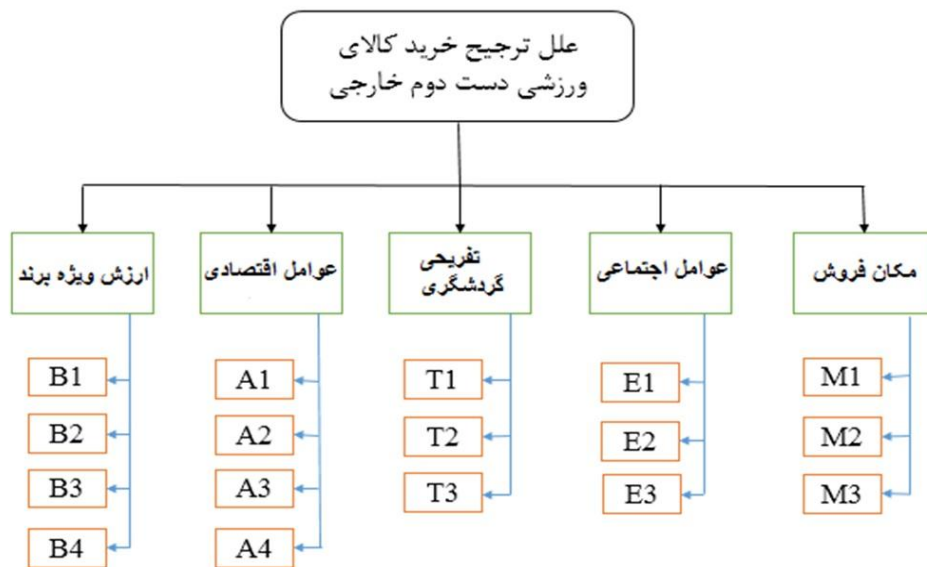 علل ترجیح خرید کالای
ورزشی دست دوم خارجی
مکان فروش
عوامل اجتماعی
تفریحی
گردشگری
عوامل اقتصادی
ارزش ویژه برند
M1
M2
M3
E1
E2
E3
T1
T2
T3
A1
A2
A3
A4
B1
B2
B3
B4